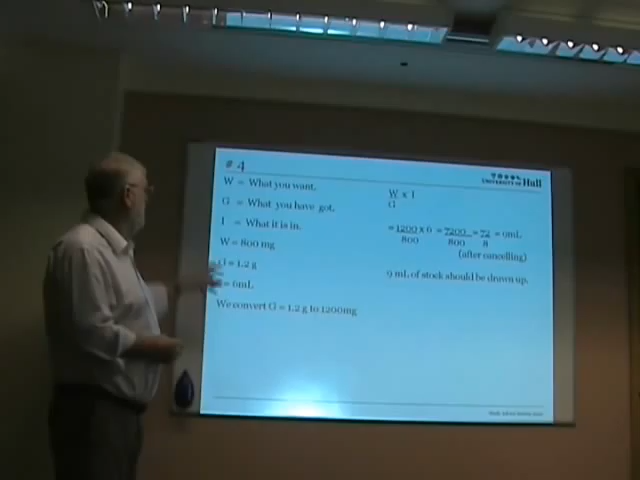 # 4
UNIVERSITY OF Hull
W = What you want.
G = What you have got.
I = What it is in.
W = 800 mg
G = 1.2 g
= 6mL
We convert G = 1.2 g to 1200mg
W x I
G
= 1200 x 6 = 7200 = 72 = 9mL
800 800 8
(after cancelling)
9 mL of stock should be drawn up.